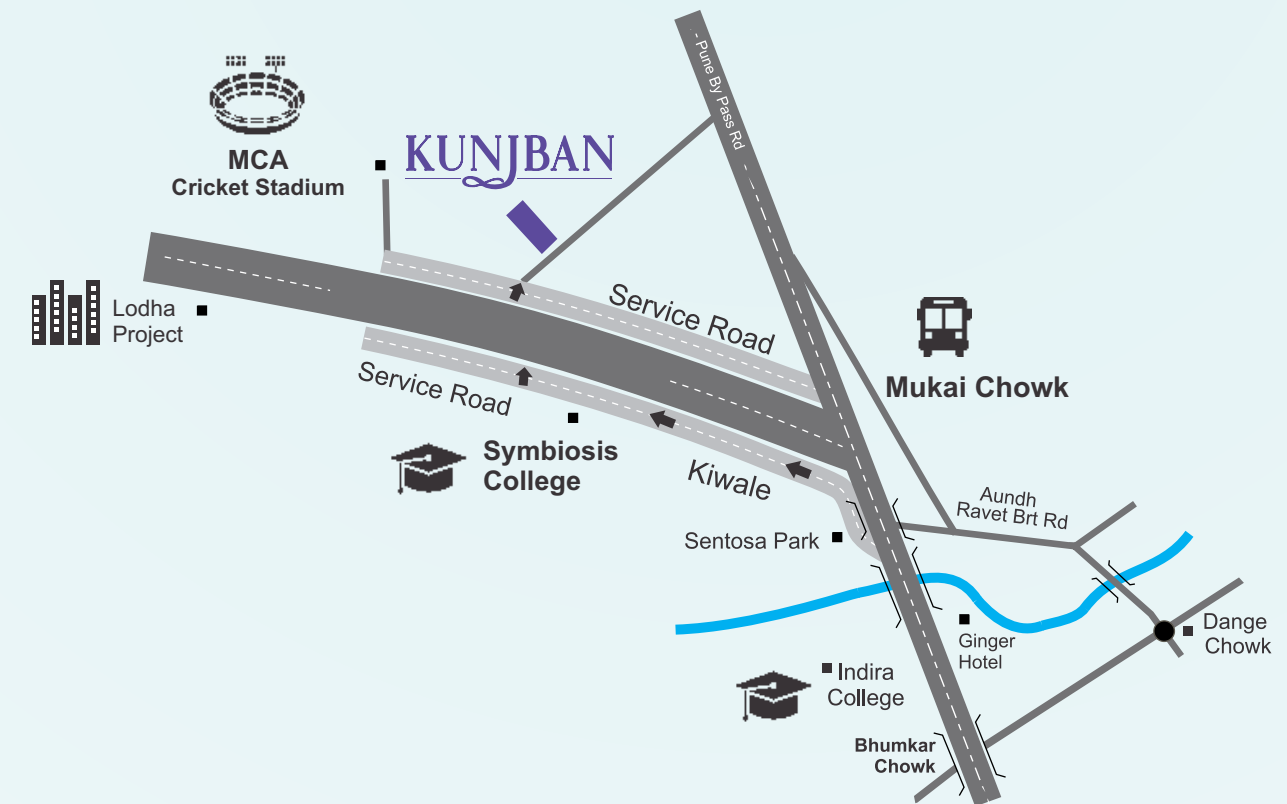 - Pune By Pass Rd
MCA
Cricket Stadium
KUNJBAN
Lodha
Project
Service Road
Service Road
Mukai Chowk
Symbiosis
College
Kiwale
Aundh
Ravet Brt Rd
Sentosa Park
Ginger
Hotel
Dange
Chowk
Indira
College
Bhumkar
Chowk